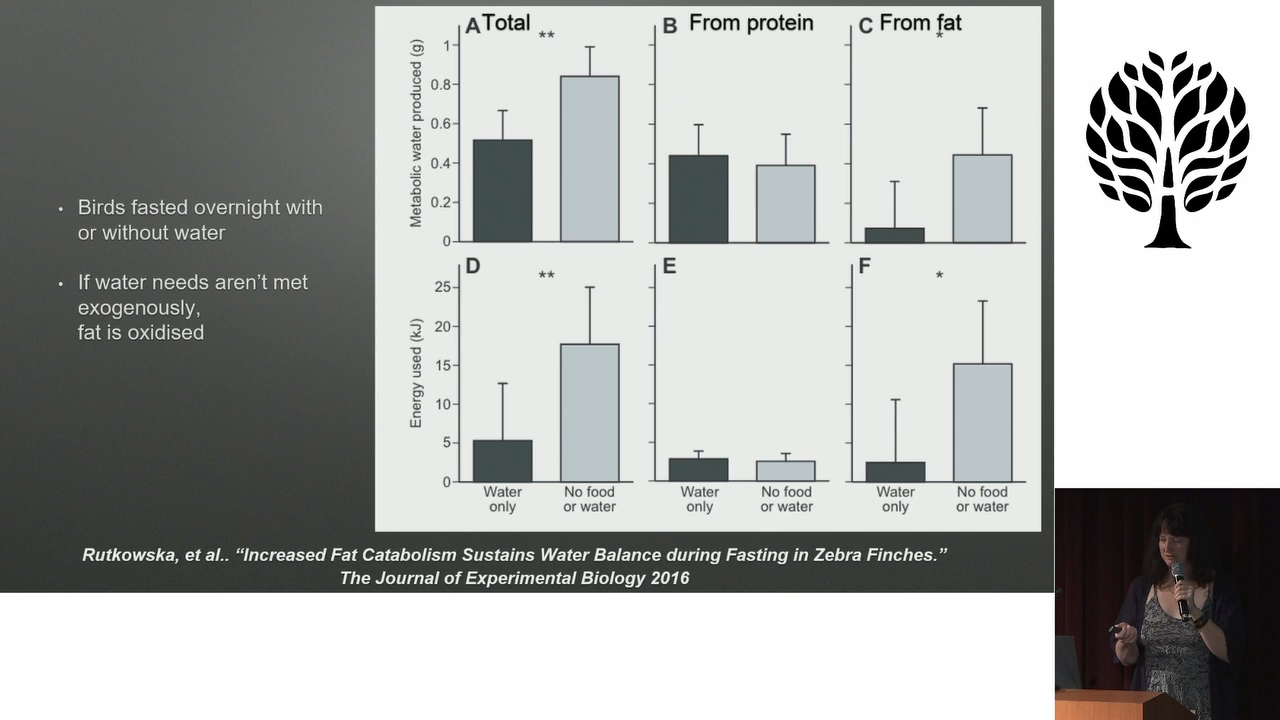 • Birds fasted overnight with
or without water
• If water needs aren’t met
exogenously,
fat is oxidised
A Total
**
B From protein
C From fat
*
Metabolic water produced (g)
1
0.8
0.6
0.4
0.2
0
D
**
E
F
*
Energy used (kJ)
25
20
15
10
5
0
Water only
No food or water
Water only
No food or water
Water only
No food or water
Rutkowska, et al.. “Increased Fat Catabolism Sustains Water Balance during Fasting in Zebra Finches.”
The Journal of Experimental Biology 2016